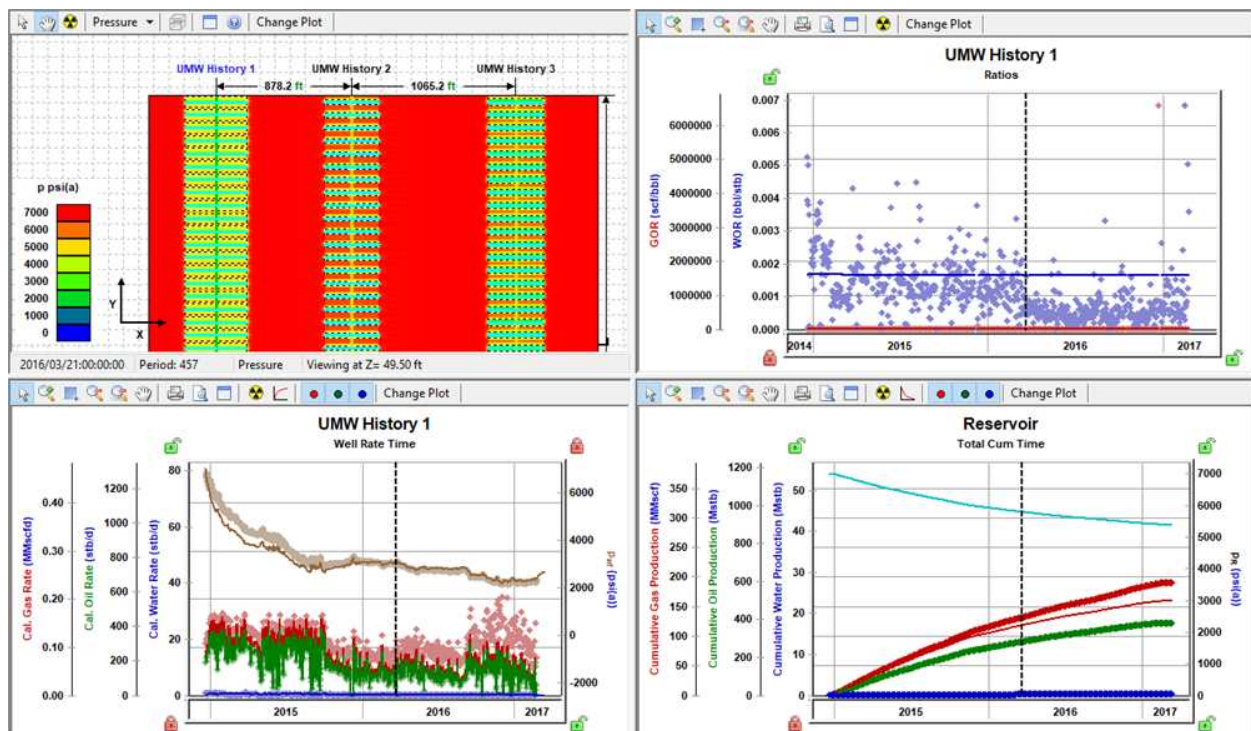 Pressure
Change Plot
UMW History 1
UMW History 2
UMW History 3
878.2 ft
1065.2 ft
p psi(a)
7000
6000
5000
4000
3000
2000
1000
0
Y
X
2016/03/21:00:00:00
Period: 457
Pressure
Viewing at Z= 49.50 ft
Change Plot
UMW History 1
Ratios
GOR (scf/bbl)
6000000
5000000
4000000
3000000
2000000
1000000
0
WOR (bbl/stb)
0.007
0.006
0.005
0.004
0.003
0.002
0.001
0.000
2014
2015
2016
2017
Change Plot
UMW History 1
Well Rate Time
Cal. Gas Rate (MMscfd)
0.40
0.30
0.20
0.10
0.00
Cal. Oil Rate (stb/d)
1200
1000
800
600
400
200
0
Cal. Water Rate (stb/d)
80
60
40
20
0
6000
4000
2000
0
-2000
Pwf (psi(a))
2015
2016
2017
Change Plot
Reservoir
Total Cum Time
Cumulative Gas Production (MMscf)
350
300
250
200
150
100
50
0
Cumulative Oil Production (Mstb)
1200
1000
800
600
400
200
0
Cumulative Water Production (Mstb)
50
40
30
20
10
0
7000
6000
5000
4000
3000
2000
1000
0
PR (psi(a))
2015
2016
2017